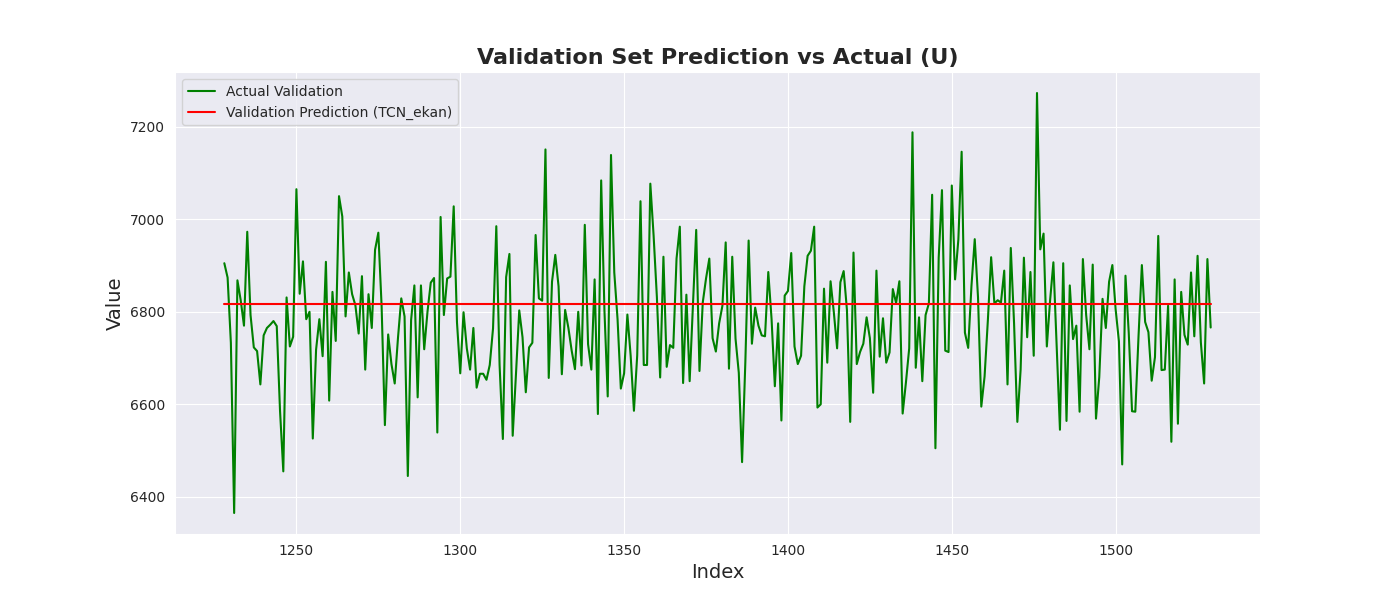 Validation Set Prediction vs Actual (U)
Actual Validation
Validation Prediction (TCN_ekan)
Value
7200
7000
6800
6600
6400
1250 1300 1350 1400 1450 1500
Index